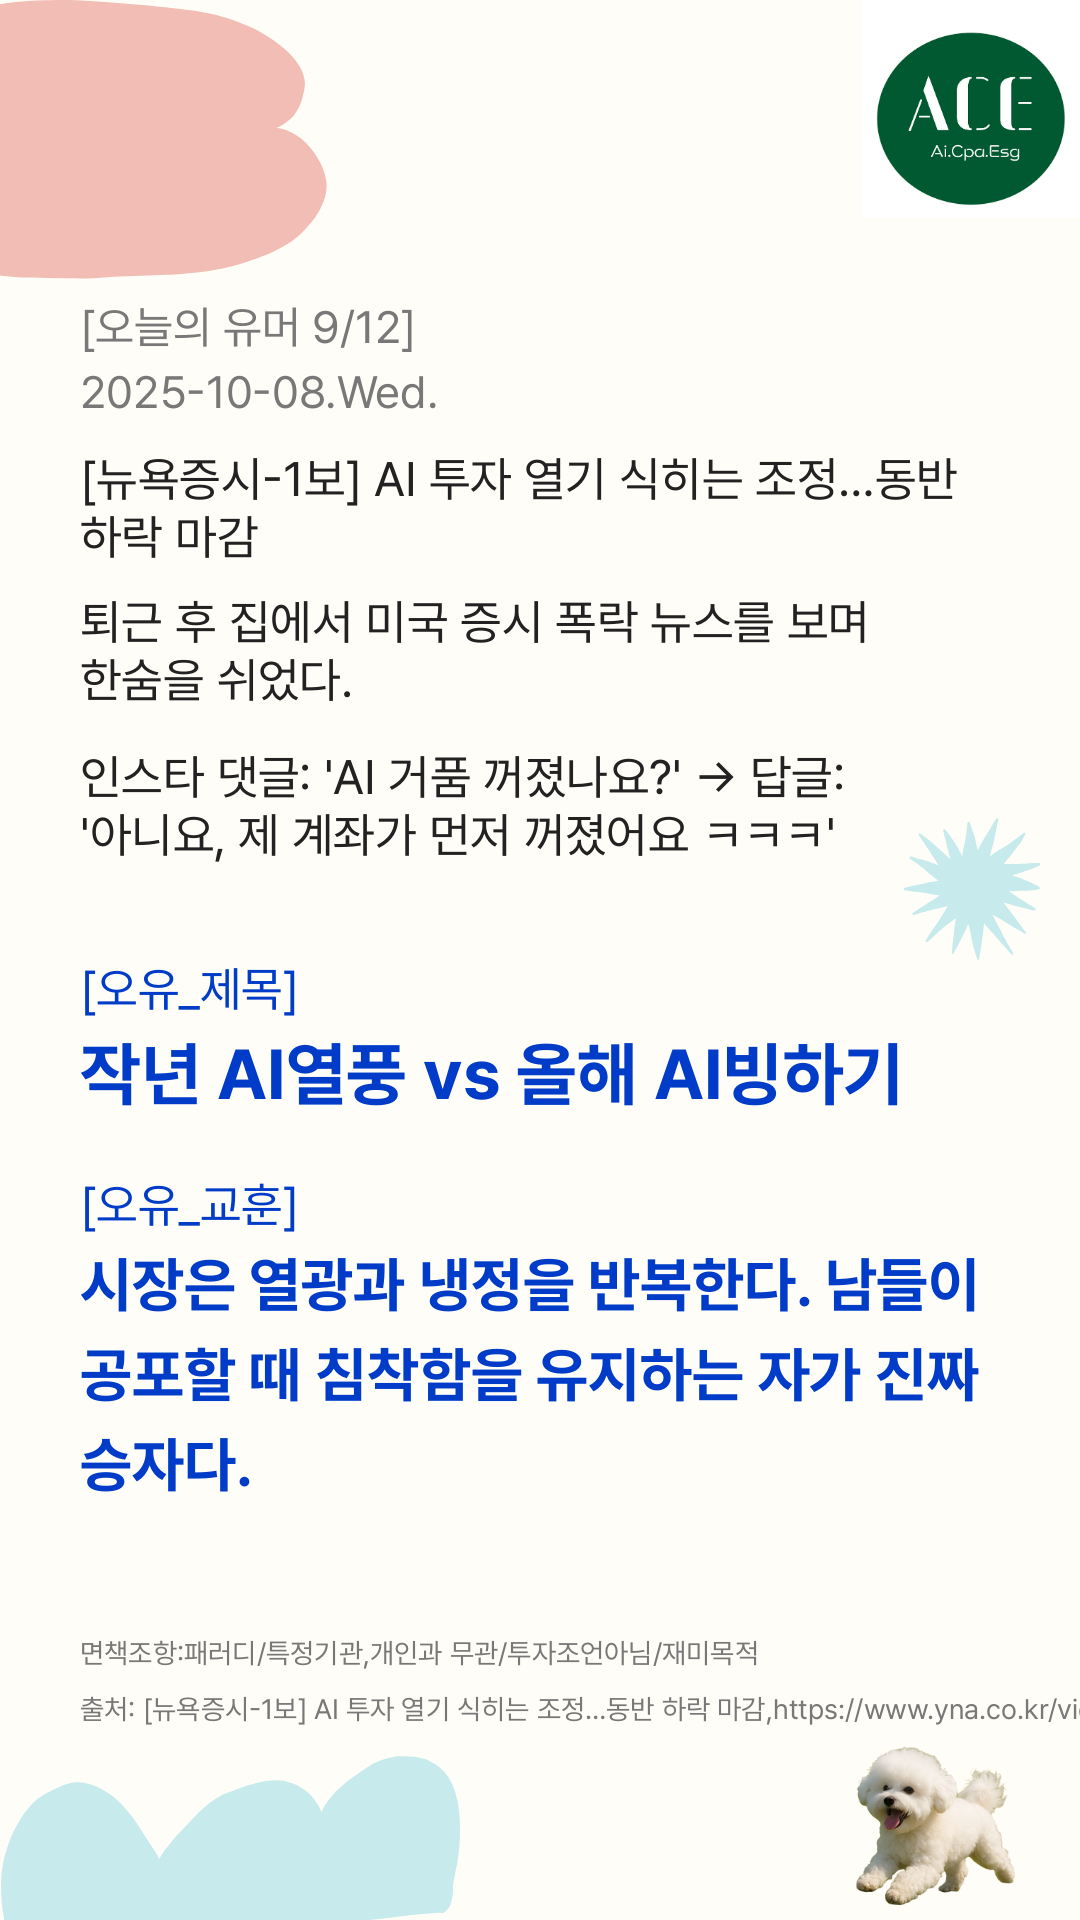 ACE
Ai.Cpa.Esg
[오늘의 유머 9/12]
2025-10-08.Wed.
[뉴욕증시-1보] AI 투자 열기 식히는 조정…동반
하락 마감
퇴근 후 집에서 미국 증시 폭락 뉴스를 보며
한숨을 쉬었다.
인스타 댓글: 'AI 거품 꺼졌나요?' → 답글:
'아니요, 제 계좌가 먼저 꺼졌어요 ㅋㅋㅋ'
[오유_제목]
작년 AI열풍 vs 올해 AI빙하기
[오유_교훈]
시장은 열광과 냉정을 반복한다. 남들이
공포할 때 침착함을 유지하는 자가 진짜
승자다.
면책조항:패러디/특정기관,개인과 무관/투자조언아님/재미목적
출처: [뉴욕증시-1보] AI 투자 열기 식히는 조정…동반 하락 마감,https://www.yna.co.kr/vi